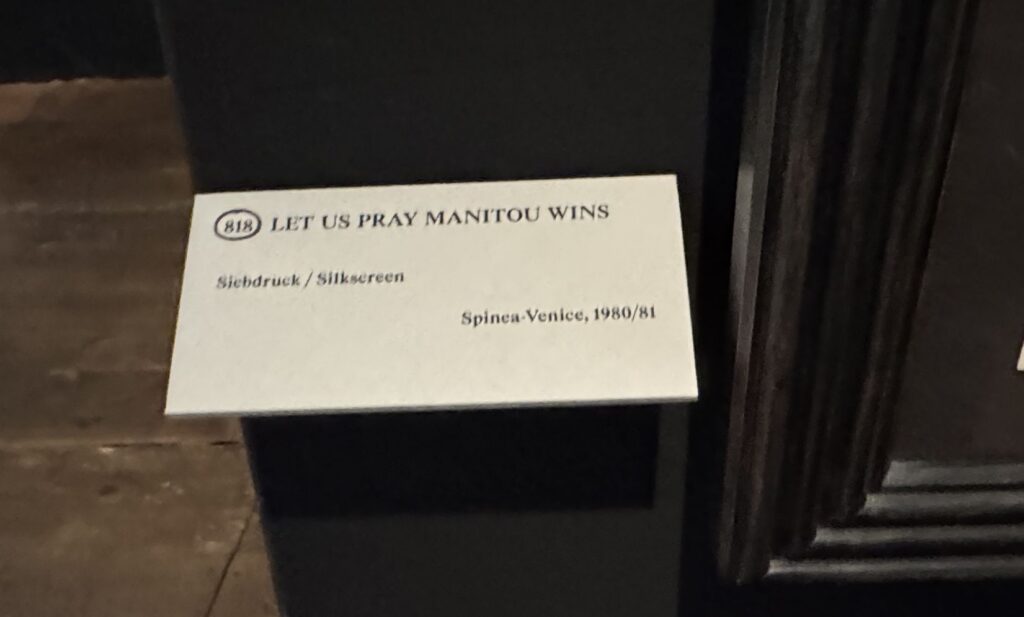 818 LET US PRAY MANITOU WINS
Siebdruck / Silkscreen
Spinea-Venice, 1980/81